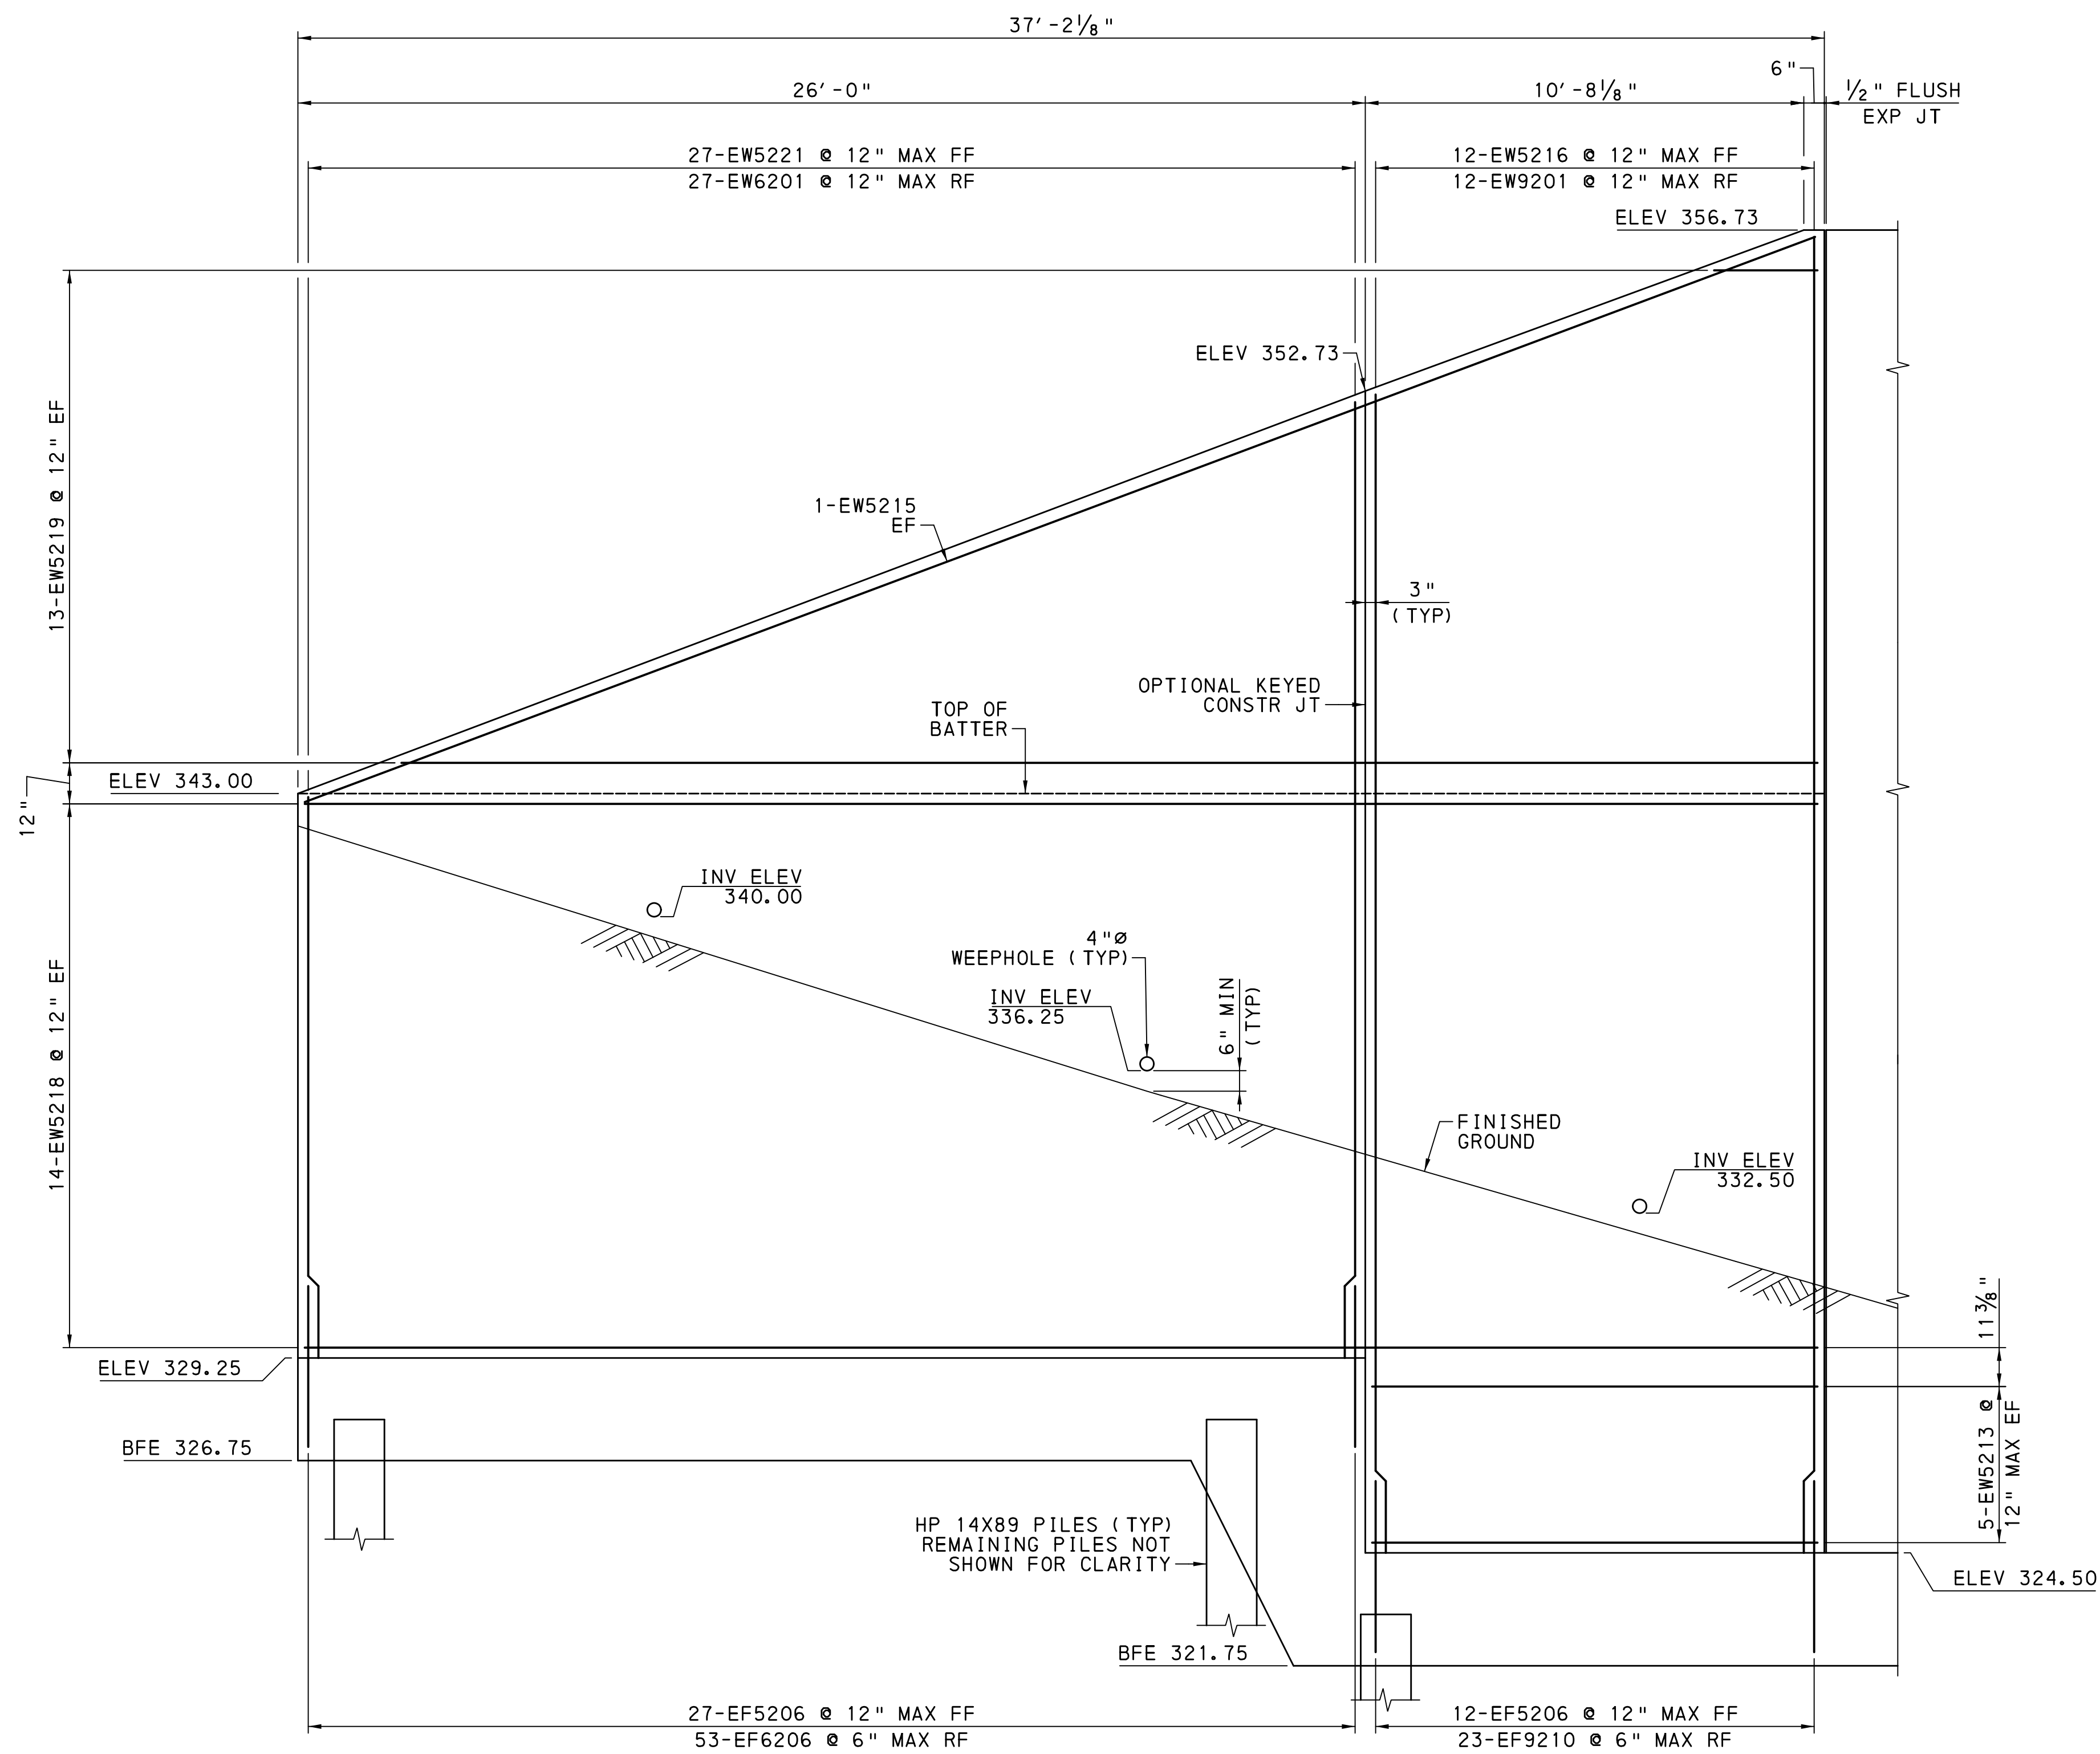 37'-2⅛"
6"
26'-0"
10'-8⅛"
½" FLUSH
EXP JT
27-EW5221 @ 12" MAX FF
27-EW6201 @ 12" MAX RF
12-EW5216 @ 12" MAX FF
12-EW9201 @ 12" MAX RF
ELEV 356.73
ELEV 352.73
13-EW5219 @ 12" EF
1-EW5215
EF
3"
(TYP)
OPTIONAL KEYED
CONSTR JT
TOP OF
BATTER
ELEV 343.00
12"
INV ELEV
340.00
4"Ø
WEEPHOLE (TYP)
INV ELEV
336.25
6" MIN
(TYP)
14-EW5218 @ 12" EF
FINISHED
GROUND
INV ELEV
332.50
11⅜"
ELEV 329.25
5-EW5213 @
12" MAX EF
BFE 326.75
HP 14X89 PILES (TYP)
REMAINING PILES NOT
SHOWN FOR CLARITY
ELEV 324.50
BFE 321.75
27-EF5206 @ 12" MAX FF
53-EF6206 @ 6" MAX RF
12-EF5206 @ 12" MAX FF
23-EF9210 @ 6" MAX RF